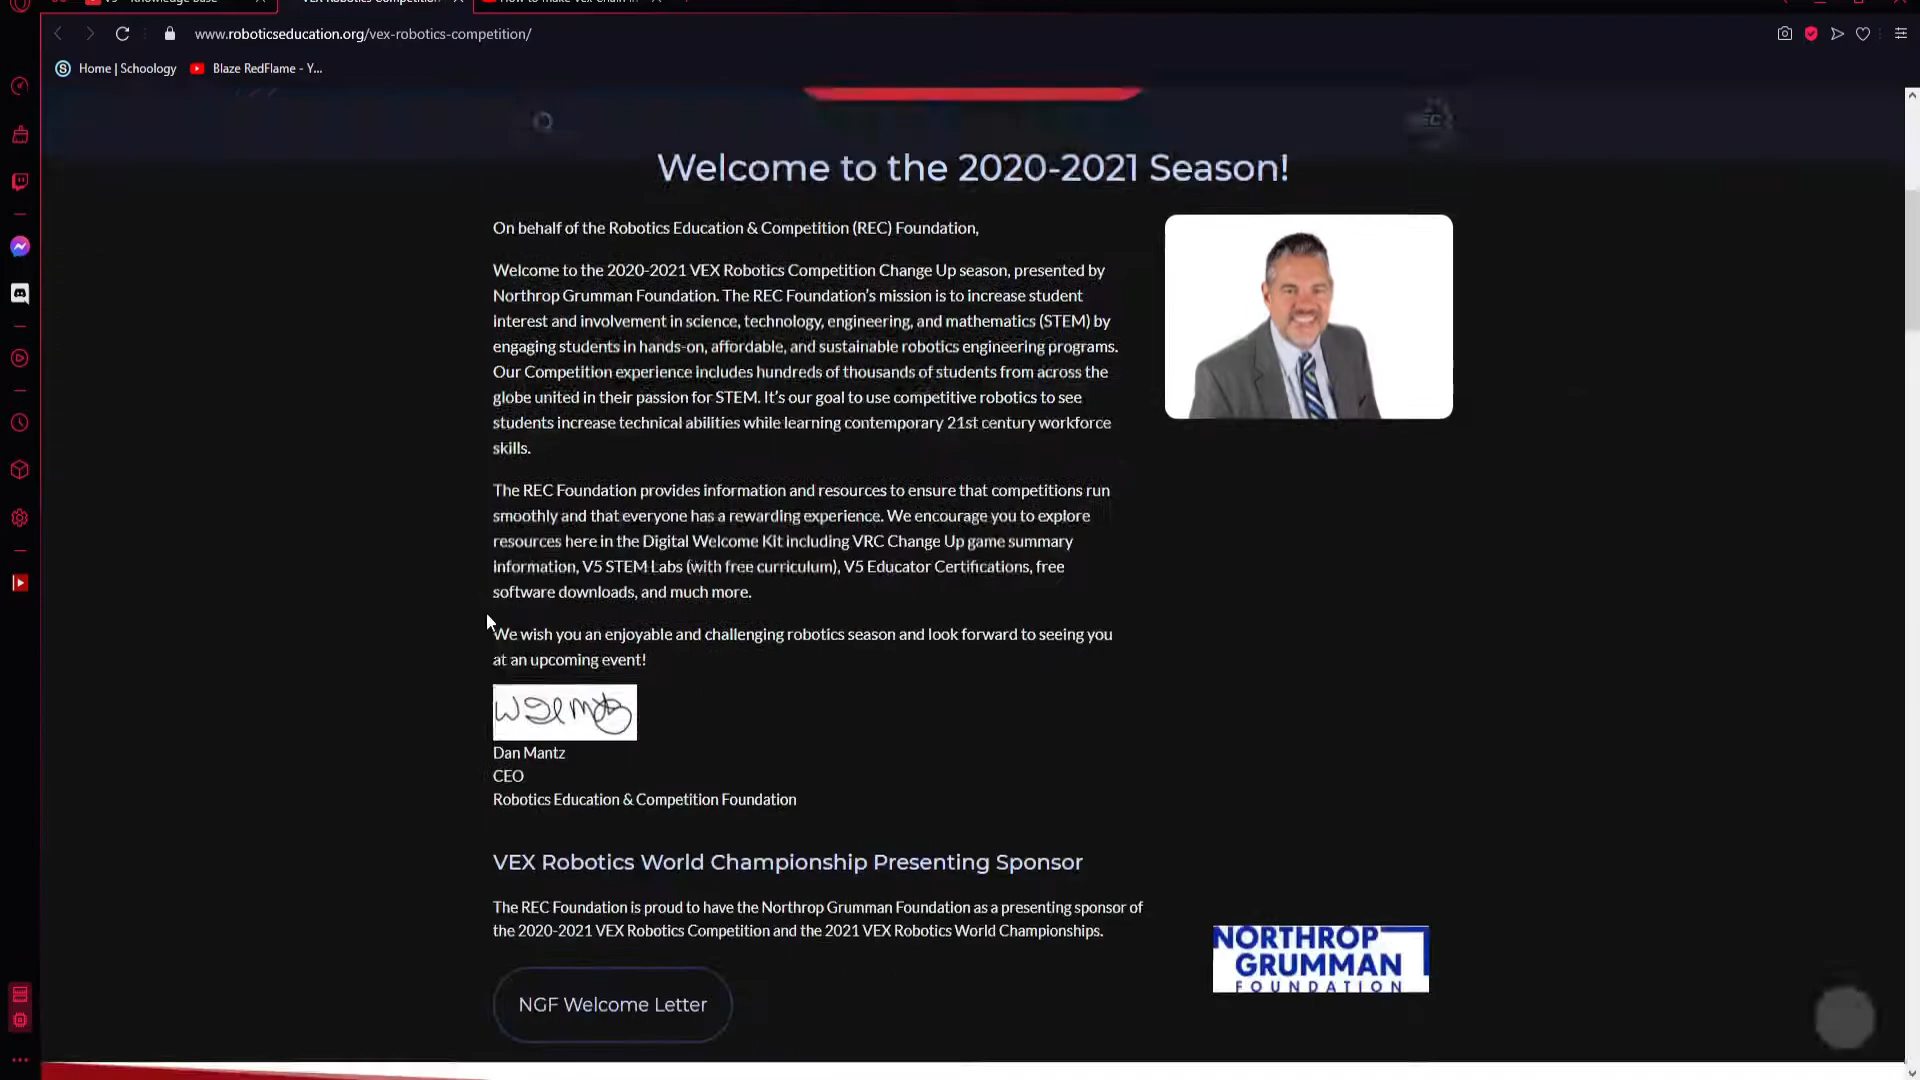 VEX Robotics Competition
How to make Vex Chain in
www.roboticseducation.org/vex-robotics-competition/
Home | Schoology
Blaze RedFlame - Y...
Welcome to the 2020-2021 Season!
On behalf of the Robotics Education & Competition (REC) Foundation,
Welcome to the 2020-2021 VEX Robotics Competition Change Up season, presented by
Northrop Grumman Foundation. The REC Foundation's mission is to increase student
interest and involvement in science, technology, engineering, and mathematics (STEM) by
engaging students in hands-on, affordable, and sustainable robotics engineering programs.
Our Competition experience includes hundreds of thousands of students from across the
globe united in their passion for STEM. It's our goal to use competitive robotics to see
students increase technical abilities while learning contemporary 21st century workforce
skills.
The REC Foundation provides information and resources to ensure that competitions run
smoothly and that everyone has a rewarding experience. We encourage you to explore
resources here in the Digital Welcome Kit including VRC Change Up game summary
information, V5 STEM Labs (with free curriculum), V5 Educator Certifications, free
software downloads, and much more.
We wish you an enjoyable and challenging robotics season and look forward to seeing you
at an upcoming event!
Dan Mantz
CEO
Robotics Education & Competition Foundation
VEX Robotics World Championship Presenting Sponsor
The REC Foundation is proud to have the Northrop Grumman Foundation as a presenting sponsor of
the 2020-2021 VEX Robotics Competition and the 2021 VEX Robotics World Championships.
NORTHROP
GRUMMAN
FOUNDATION
NGF Welcome Letter